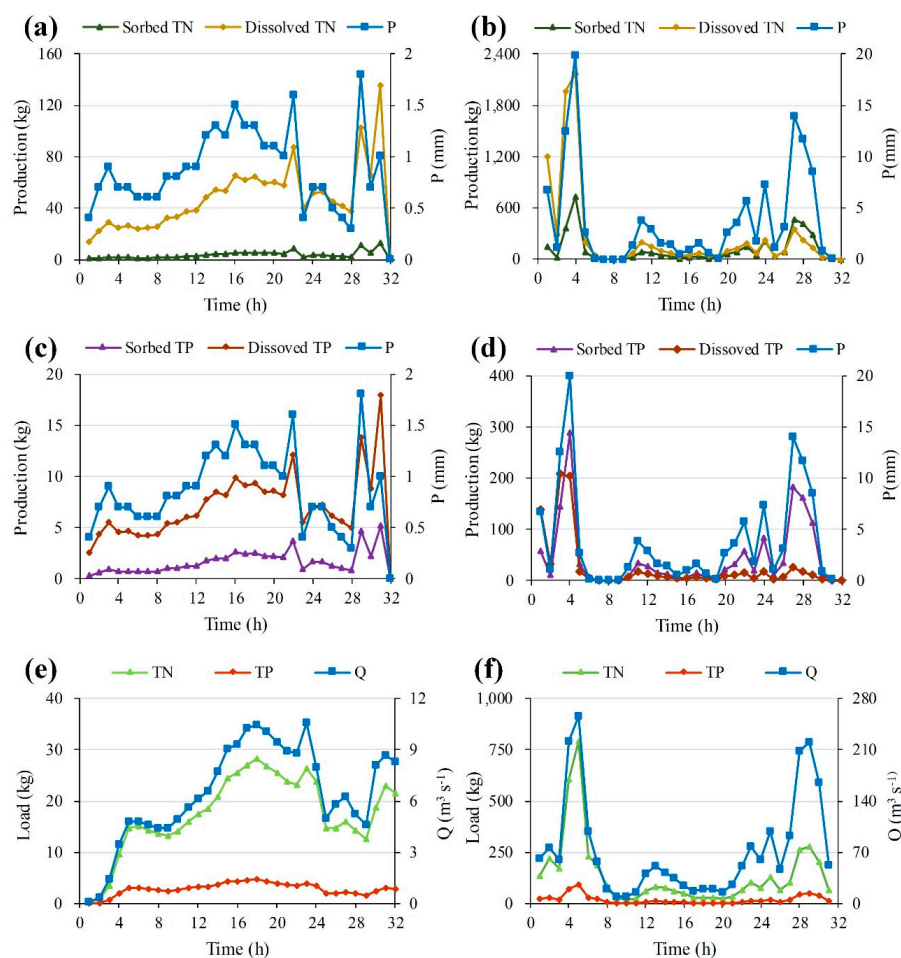 (a) Sorbed TN Dissolved TN P
160 2
120 1.5
80 1
40 0.5
0 0
Production (kg)
P (mm)
0 4 8 12 16 20 24 28 32
Time (h)
(b) Sorbed TN Dissoved TN P
2,400 20
1,800 15
1,200 10
600 5
0 0
Production kg)
P(mm)
0 4 8 12 16 20 24 28 32
Time (h)
(c) Sorbed TP Dissoved TP P
20 2
15 1.5
10 1
5 0.5
0 0
Production (kg)
P (mm)
0 4 8 12 16 20 24 28 32
Time (h)
(d) Sorbed TP Dissoved TP P
400 20
300 15
200 10
100 5
0 0
Production (kg)
P(mm)
0 4 8 12 16 20 24 28 32
Time (h)
(e) TN TP Q
40 12
30 9
20 6
10 3
0 0
Load (kg)
Q (m³ s⁻¹)
0 4 8 12 16 20 24 28 32
Time (h)
(f) TN TP Q
1,000 280
750 210
500 140
250 70
0 0
Load (kg)
Q (m³ s⁻¹)
0 4 8 12 16 20 24 28 32
Time (h)